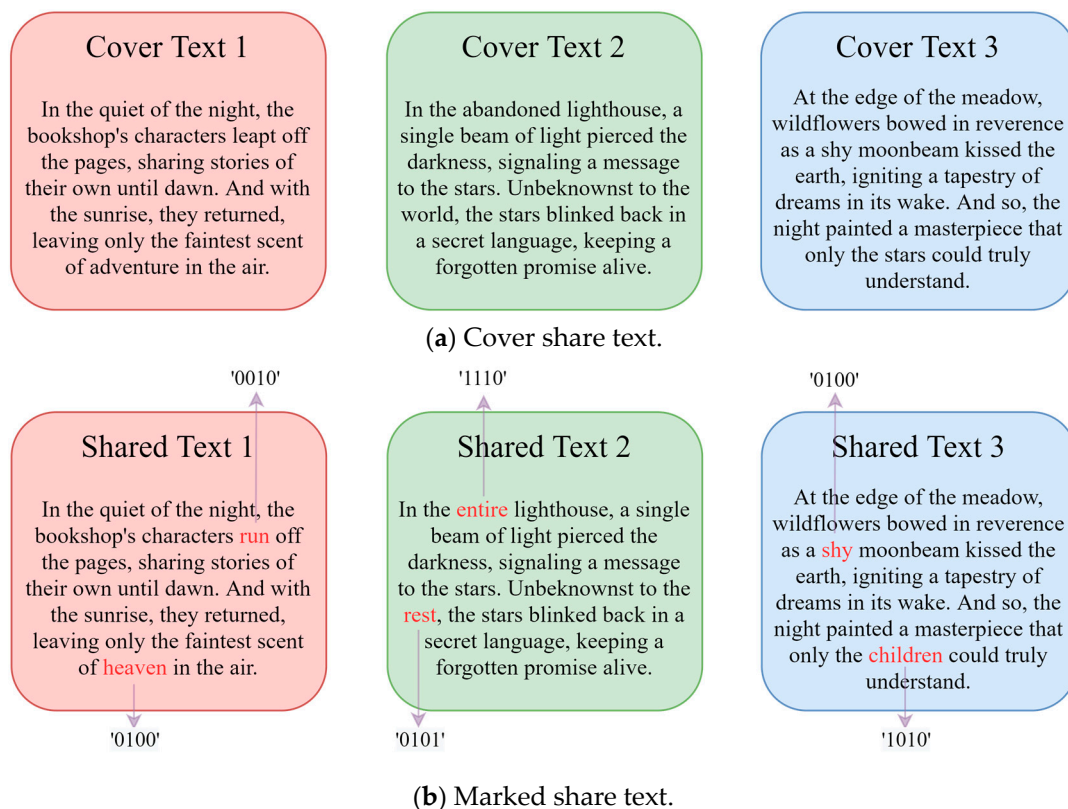 Cover Text 1
In the quiet of the night, the
bookshop's characters leapt off
the pages, sharing stories of
their own until dawn. And with
the sunrise, they returned,
leaving only the faintest scent
of adventure in the air.
Cover Text 2
In the abandoned lighthouse, a
single beam of light pierced the
darkness, signaling a message
to the stars. Unbeknownst to the
world, the stars blinked back in
a secret language, keeping a
forgotten promise alive.
Cover Text 3
At the edge of the meadow,
wildflowers bowed in reverence
as a shy moonbeam kissed the
earth, igniting a tapestry of
dreams in its wake. And so, the
night painted a masterpiece that
only the stars could truly
understand.
(a) Cover share text.
'0010'
Shared Text 1
In the quiet of the night, the
bookshop's characters run off
the pages, sharing stories of
their own until dawn. And with
the sunrise, they returned,
leaving only the faintest scent
of heaven in the air.
'0100'
'1110'
Shared Text 2
In the entire lighthouse, a single
beam of light pierced the
darkness, signaling a message
to the stars. Unbeknownst to the
rest, the stars blinked back in a
secret language, keeping a
forgotten promise alive.
'0101'
'0100'
Shared Text 3
At the edge of the meadow,
wildflowers bowed in reverence
as a shy moonbeam kissed the
earth, igniting a tapestry of
dreams in its wake. And so, the
night painted a masterpiece that
only the children could truly
understand.
'1010'
(b) Marked share text.